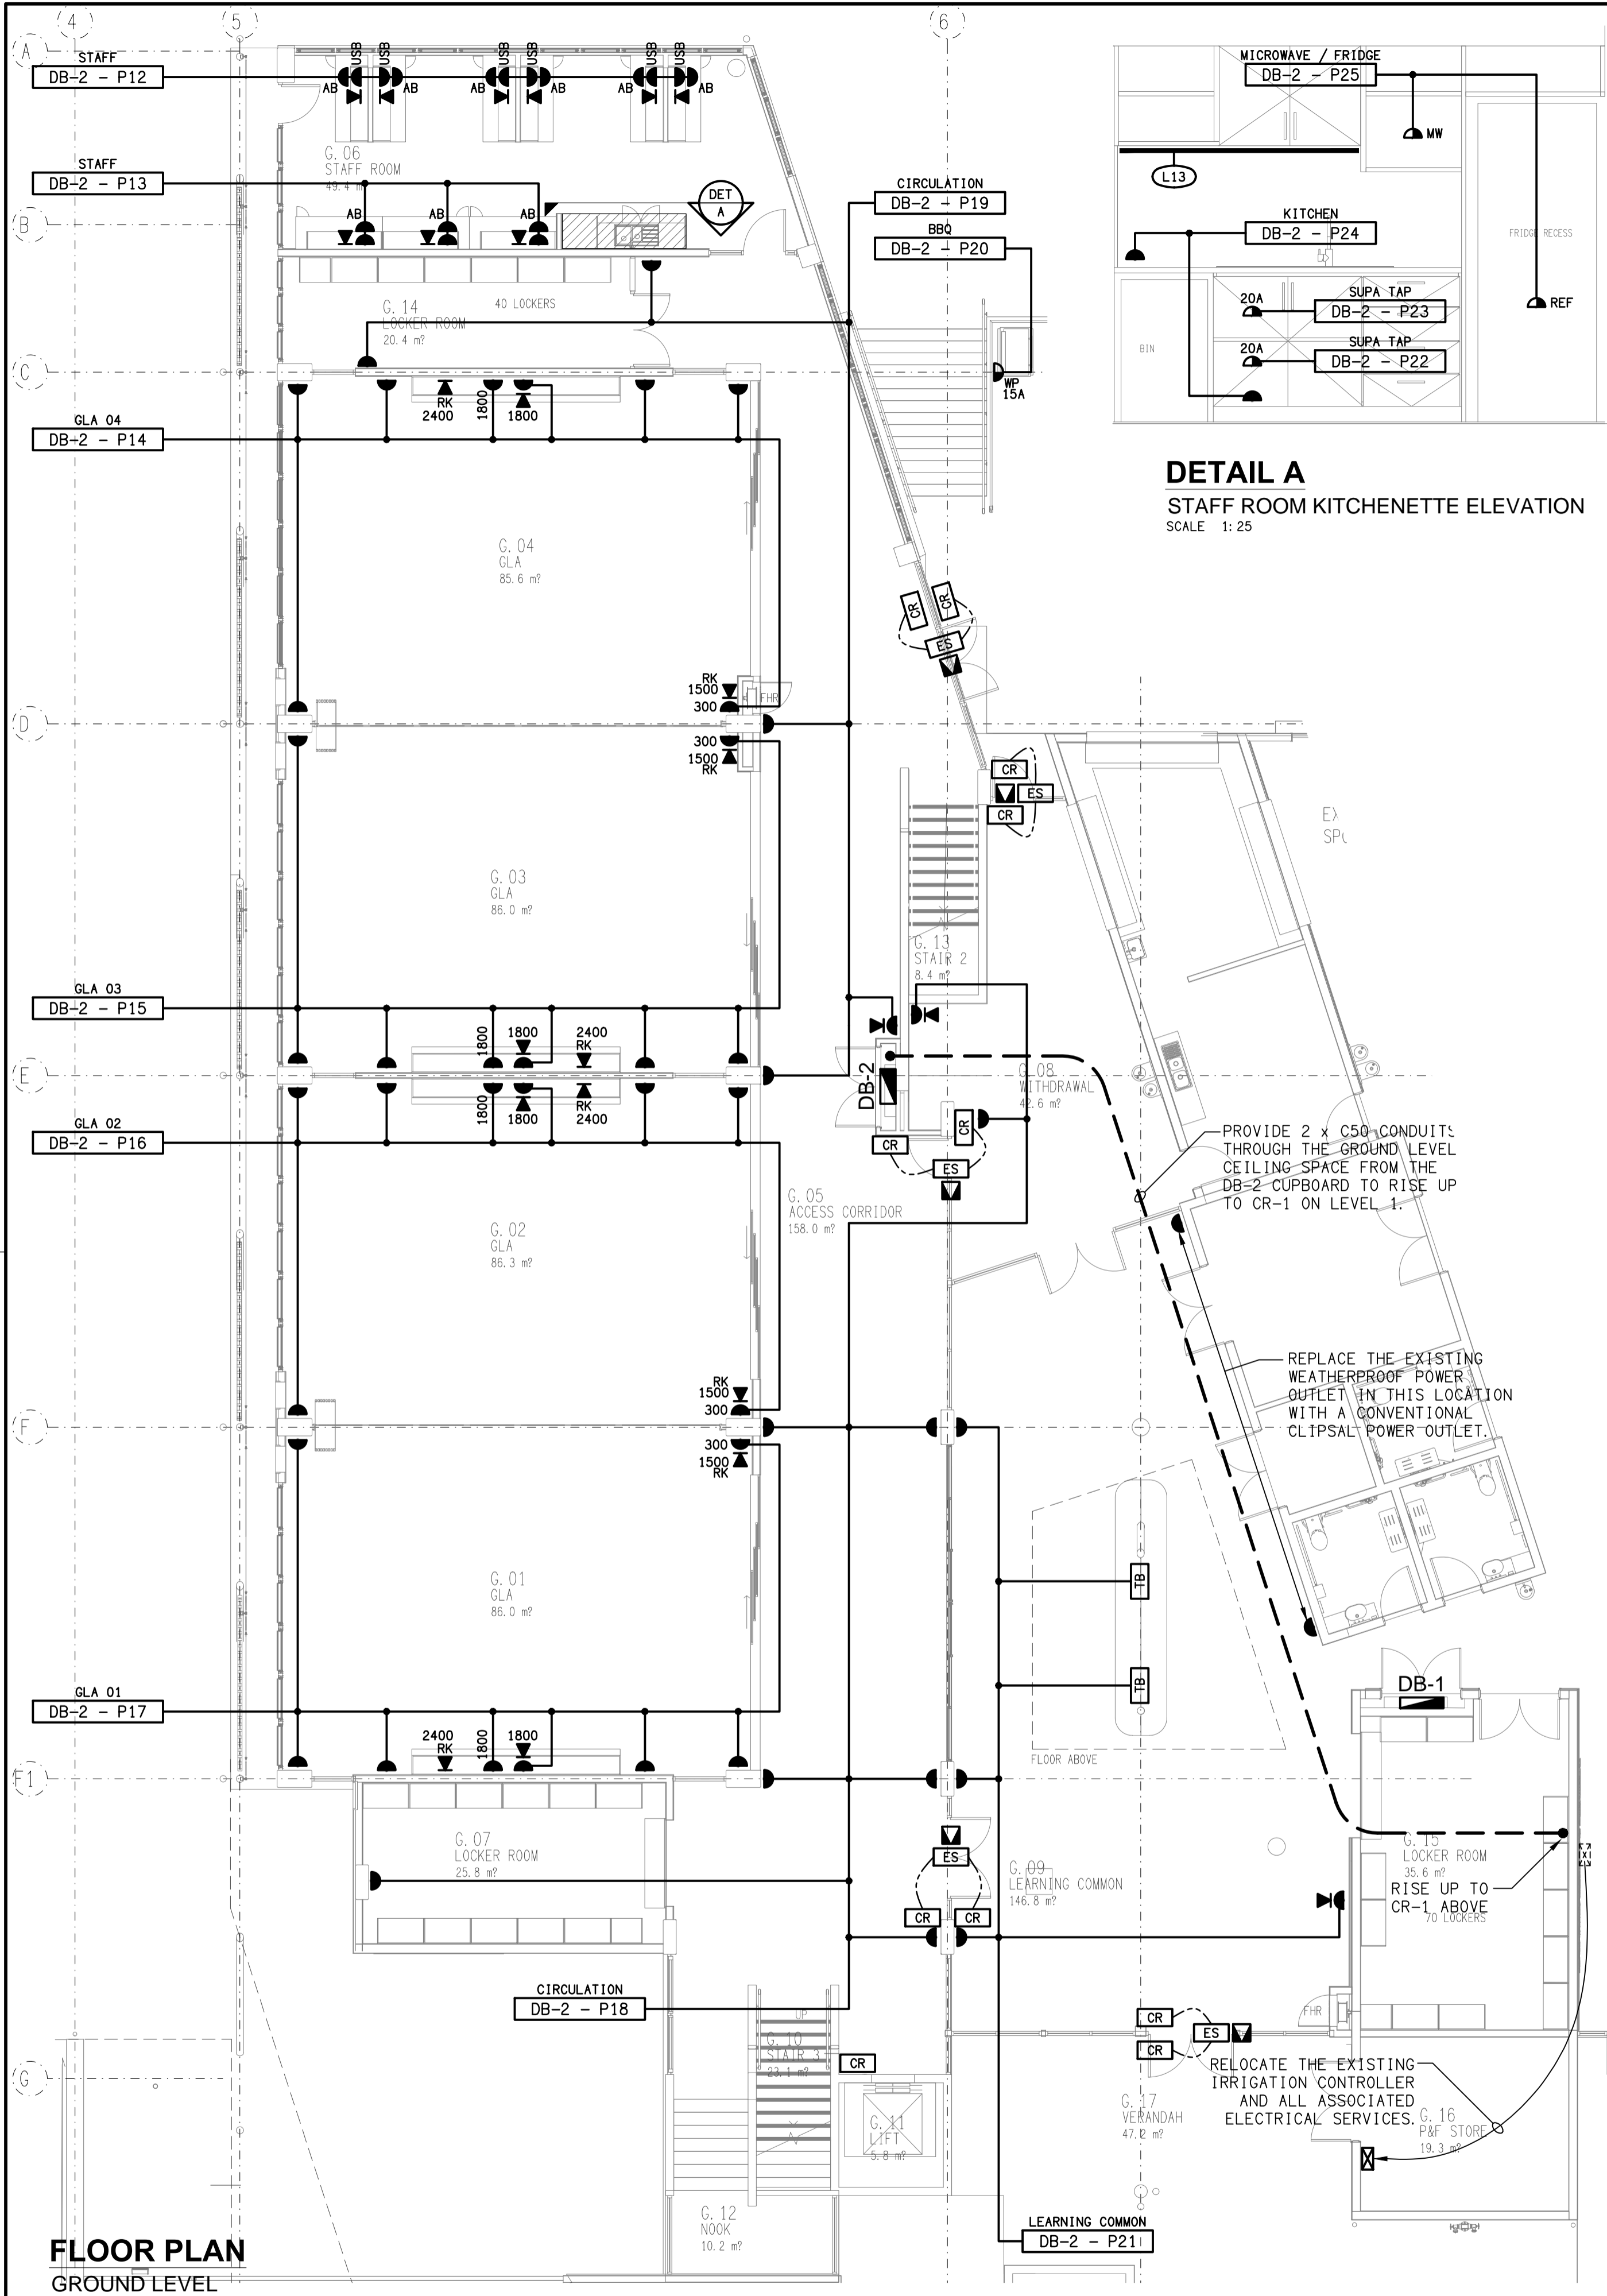 4
5
6
A
B
C
D
E
F
F1
G
STAFF
DB-2 - P12
USB
USB
USB
USB
USB
USB
AB
AB
AB
AB
AB
AB
G.06
STAFF ROOM
49.4 m?
STAFF
DB-2 - P13
AB
AB
AB
DET
A
CIRCULATION
DB-2 - P19
BBQ
DB-2 - P20
WP
15A
G.14
LOCKER ROOM
20.4 m?
40 LOCKERS
MICROWAVE / FRIDGE
DB-2 - P25
MW
L13
KITCHEN
DB-2 - P24
FRIDGE RECESS
20A
SUPA TAP
DB-2 - P23
REF
20A
SUPA TAP
DB-2 - P22
BIN
DETAIL A
STAFF ROOM KITCHENETTE ELEVATION
SCALE 1:25
GLA 04
DB-2 - P14
RK
2400
1800
1800
G.04
GLA
85.6 m?
CR
CR
ES
RK
1500
300
FHR
300
1500
RK
CR
ES
CR
EX
SPU
G.03
GLA
86.0 m?
G.13
STAIR 2
8.4 m?
GLA 03
DB-2 - P15
1800
1800
2400
RK
1800
1800
RK
2400
GLA 02
DB-2 - P16
DB-2
G.08
WITHDRAWAL
42.6 m?
CR
CR
ES
PROVIDE 2 x C50 CONDUITS
THROUGH THE GROUND LEVEL
CEILING SPACE FROM THE
DB-2 CUPBOARD TO RISE UP
TO CR-1 ON LEVEL 1.
G.05
ACCESS CORRIDOR
158.0 m?
G.02
GLA
86.3 m?
REPLACE THE EXISTING
WEATHERPROOF POWER
OUTLET IN THIS LOCATION
WITH A CONVENTIONAL
CLIPSAL POWER OUTLET.
RK
1500
300
300
1500
RK
G.01
GLA
86.0 m?
TB
TB
FLOOR ABOVE
DB-1
GLA 01
DB-2 - P17
2400
RK
1800
1800
G.07
LOCKER ROOM
25.8 m?
ES
CR
CR
G.09
LEARNING COMMON
146.8 m?
G.15
LOCKER ROOM
35.6 m?
RISE UP TO
CR-1 ABOVE
70 LOCKERS
CIRCULATION
DB-2 - P18
UP
G.10
STAIR 3
23.1 m?
CR
CR
ES
CR
FHR
RELOCATE THE EXISTING
IRRIGATION CONTROLLER
AND ALL ASSOCIATED
ELECTRICAL SERVICES.
G.11
LIFT
5.8 m?
G.17
VERANDAH
47.2 m?
G.16
P&F STORE
19.3 m?
G.12
NOOK
10.2 m?
LEARNING COMMON
DB-2 - P21
FLOOR PLAN
GROUND LEVEL